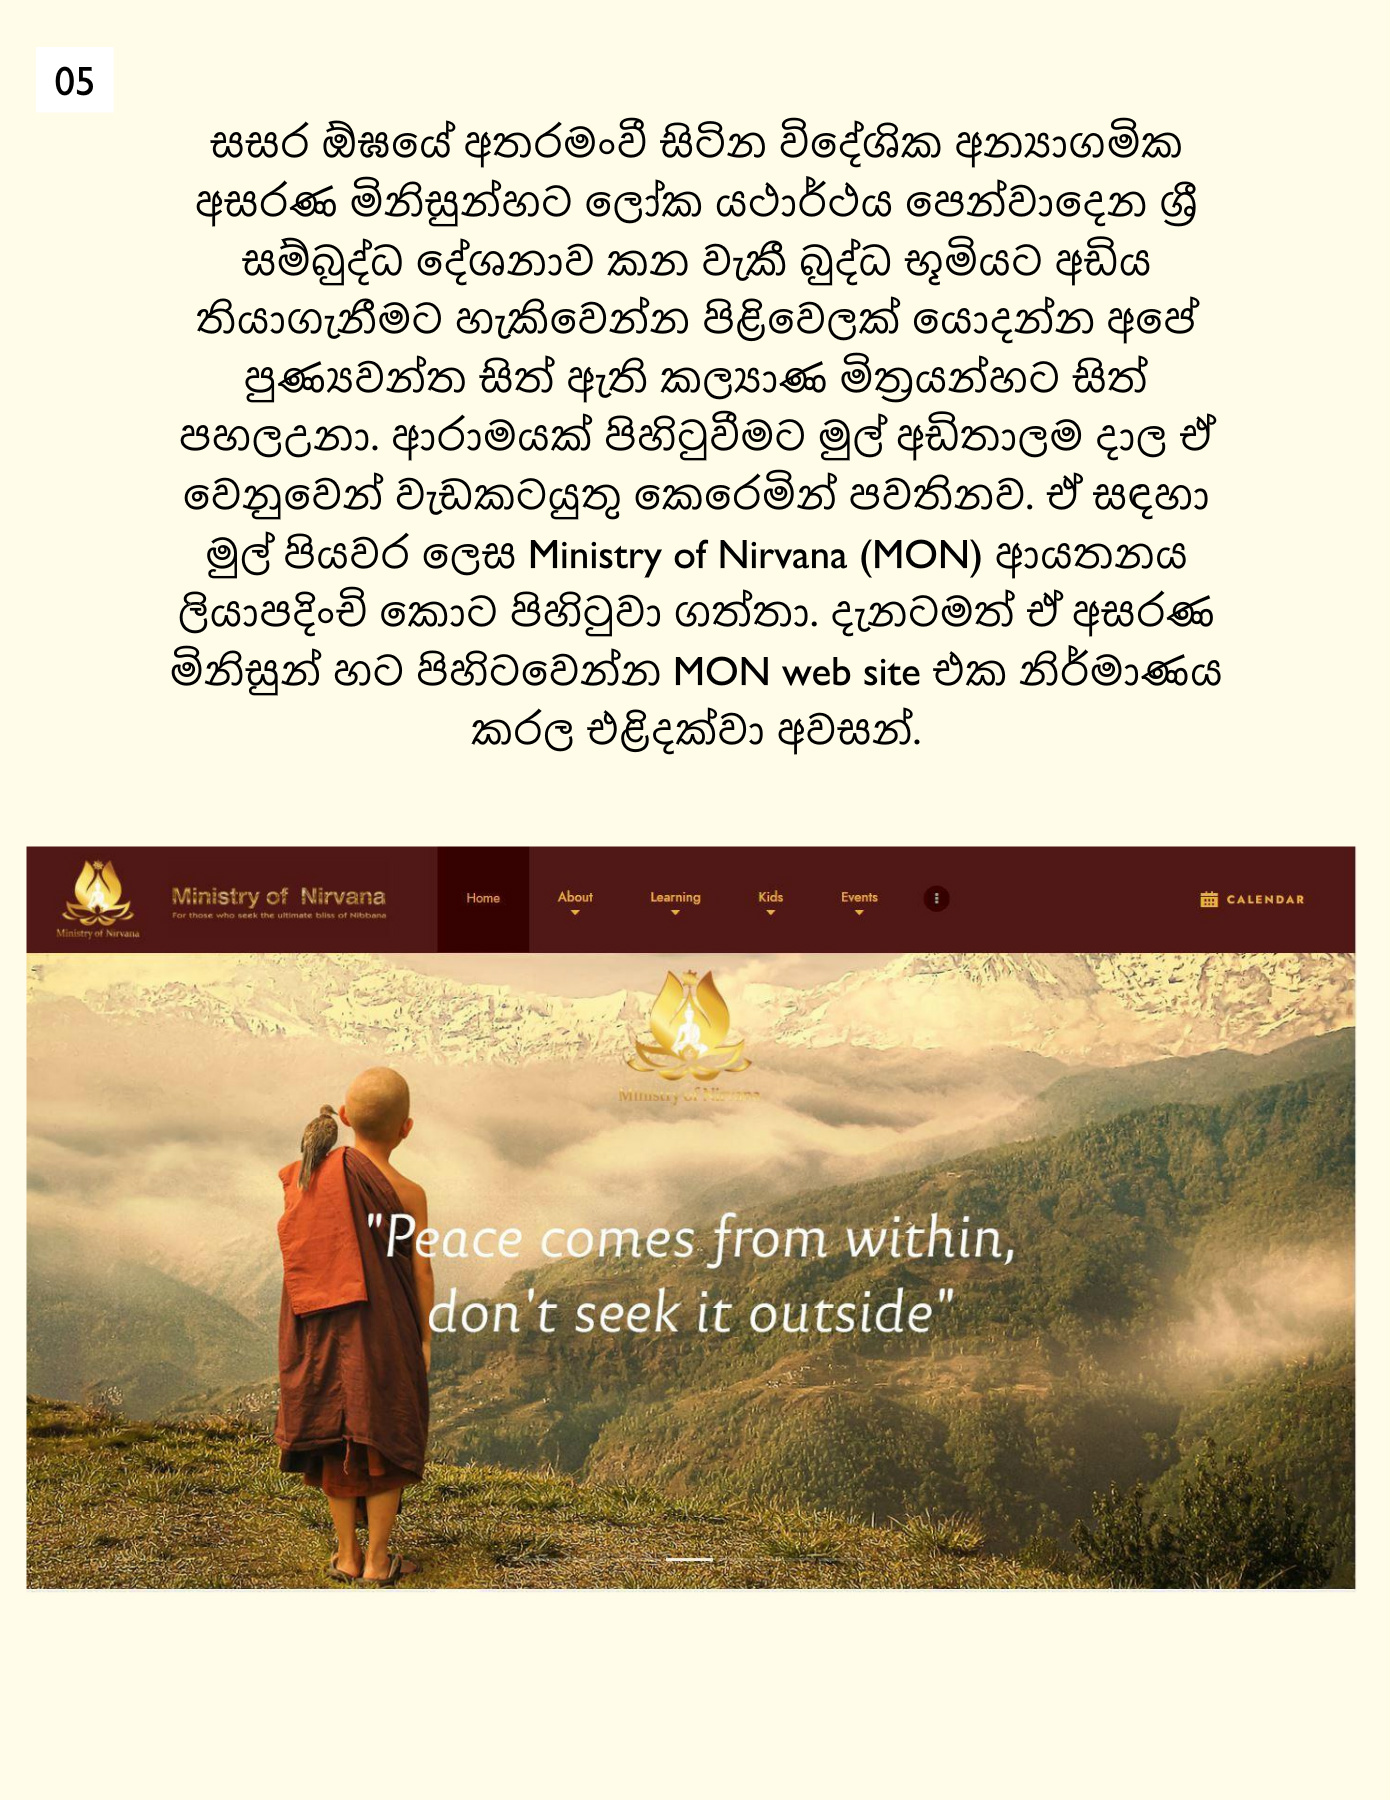 05
සසර ඕඝයේ අතරමංවී සිටින විදේශික අන්‍යාගමික
අසරණ මිනිසුන්හට ලෝක යථාර්ථය පෙන්වාදෙන ශ්‍රී
සම්බුද්ධ දේශනාව කන වැකී බුද්ධ භූමියට අඩිය
තියාගැනීමට හැකිවෙන්න පිළිවෙලක් යොදන්න අපේ
පුණ්‍යවන්ත සිත් ඇති කල්‍යාණ මිත්‍රයන්හට සිත්
පහලඋනා. ආරාමයක් පිහිටුවීමට මුල් අඩිතාලම දාල ඒ
වෙනුවෙන් වැඩකටයුතු කෙරෙමින් පවතිනව. ඒ සඳහා
මුල් පියවර ලෙස Ministry of Nirvana (MON) ආයතනය
ලියාපදිංචි කොට පිහිටුවා ගත්තා. දැනටමත් ඒ අසරණ
මිනිසුන් හට පිහිටවෙන්න MON web site එක නිර්මාණය
කරල එළිදක්වා අවසන්.
Ministry of Nirvana
For those who seek the ultimate bliss of Nibbana
Ministry of Nirvana
Home About Learning Kids Events CALENDAR
Ministry of Nirvana
"Peace comes from within,
don't seek it outside"